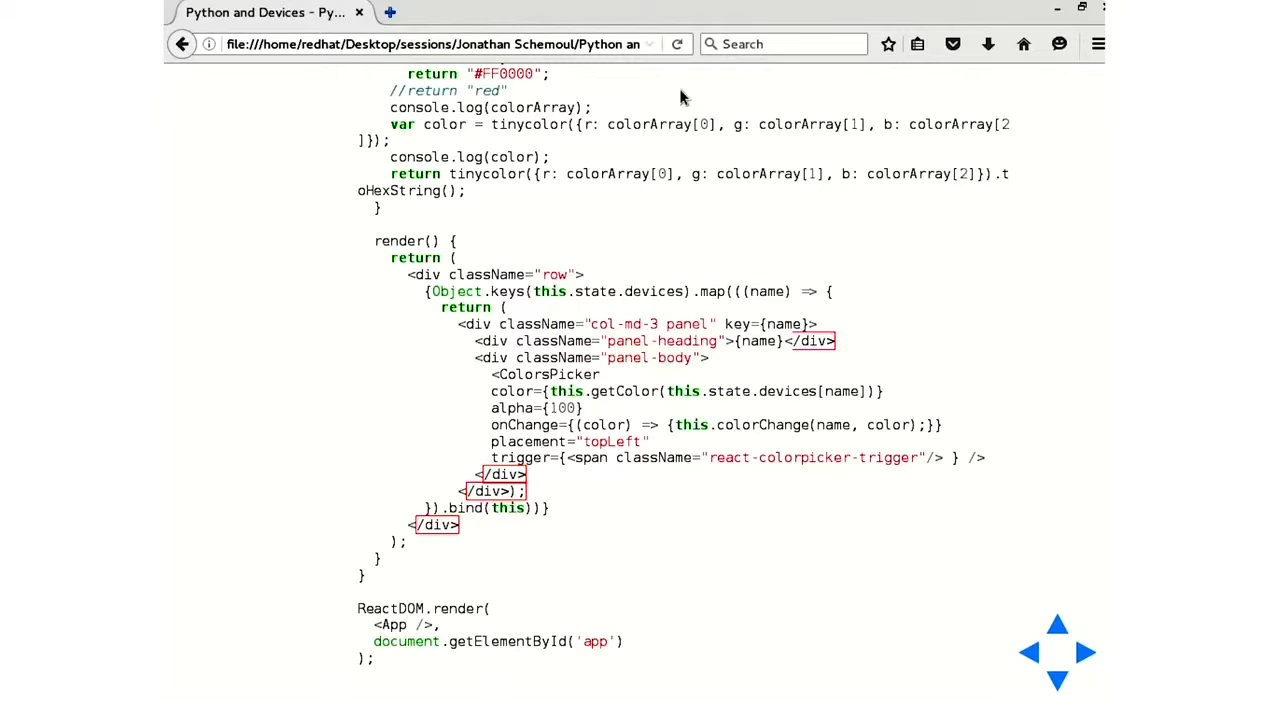 Python and Devices - Py...
file:///home/redhat/Desktop/sessions/Jonathan Schemoul/Python an
Search
return "#FF0000";
//return "red"
console.log(colorArray);
var color = tinycolor({r: colorArray[0], g: colorArray[1], b: colorArray[2
]});
console.log(color);
return tinycolor({r: colorArray[0], g: colorArray[1], b: colorArray[2]}).t
oHexString();
}
render() {
return (
<div className="row">
{Object.keys(this.state.devices).map(((name) => {
return (
<div className="col-md-3 panel" key={name}>
<div className="panel-heading">{name}</div>
<div className="panel-body">
<ColorsPicker
color={this.getColor(this.state.devices[name])}
alpha={100}
onChange={(color) => {this.colorChange(name, color);}}
placement="topLeft"
trigger={<span className="react-colorpicker-trigger"/> } />
</div>
</div>);
}).bind(this))}
</div>
);
}
}
ReactDOM.render(
<App />,
document.getElementById('app')
);